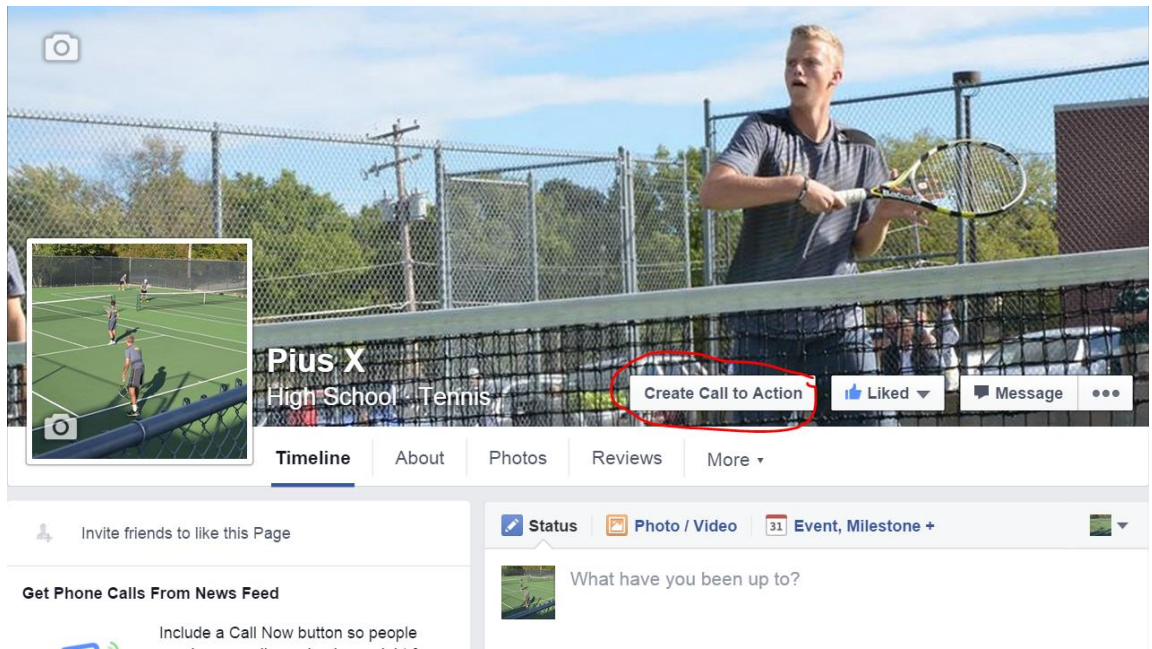 Pius X
High School · Tennis
Create Call to Action
Liked
Message
Timeline
About
Photos
Reviews
More
Invite friends to like this Page
Status
Photo / Video
31
Event, Milestone +
What have you been up to?
Get Phone Calls From News Feed
Include a Call Now button so people